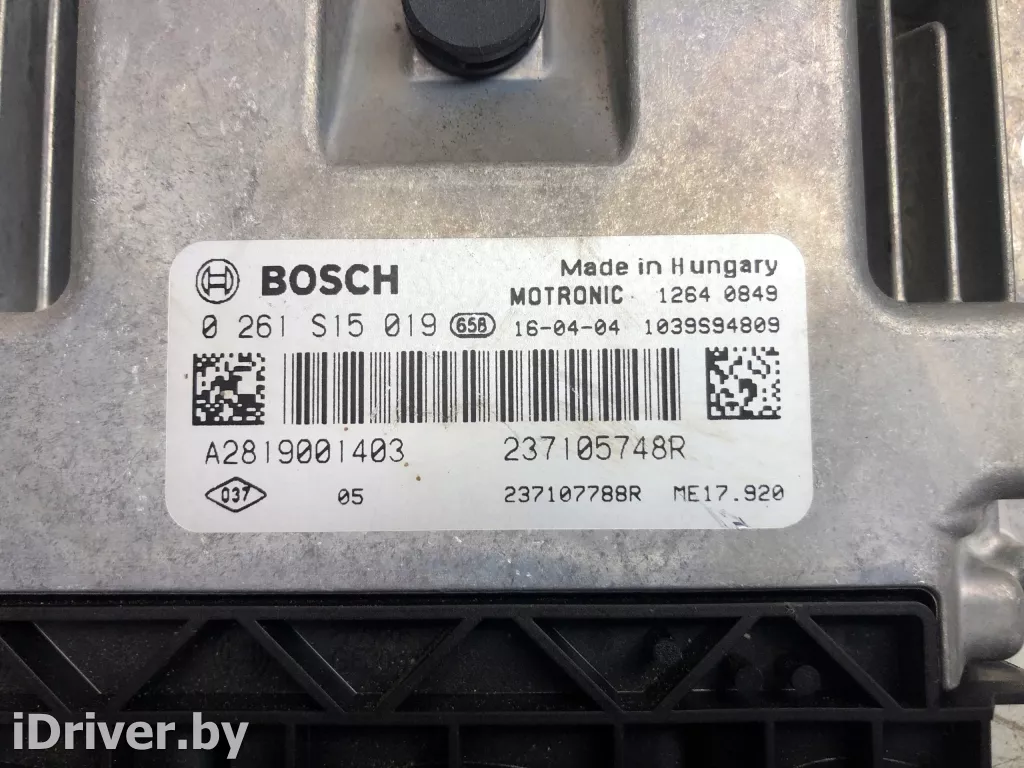 BOSCH
Made in Hungary
MOTRONIC 1264 0849
0 261 S15 019 658 16-04-04 1039S94809
A2819001403 237105748R
037 05 237107788R ME17.920
iDriver.by